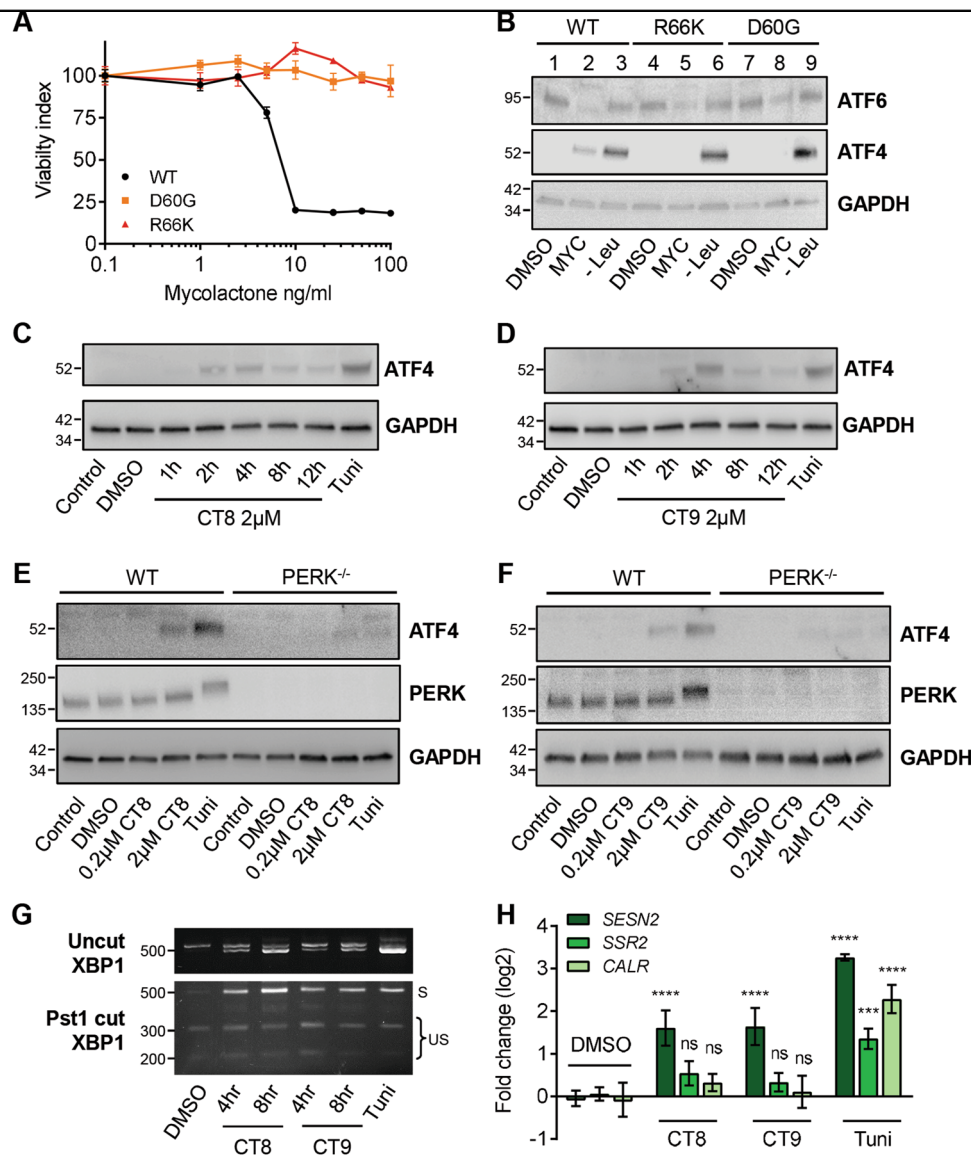 A
Viability index
100
75
50
25
0
WT
D60G
R66K
0.1 1 10 100
Mycolactone ng/ml
B
WT R66K D60G
1 2 3 4 5 6 7 8 9
95 ATF6
52 ATF4
42
34 GAPDH
DMSO MYC - Leu DMSO MYC - Leu DMSO MYC - Leu
C
52 ATF4
42
34 GAPDH
Control DMSO 1h 2h 4h 8h 12h Tuni
CT8 2µM
D
52 ATF4
42
34 GAPDH
Control DMSO 1h 2h 4h 8h 12h Tuni
CT9 2µM
E
WT PERK-/-
52 ATF4
250
135 PERK
42
34 GAPDH
Control DMSO 0.2µM CT8 2µM CT8 Tuni Control DMSO 0.2µM CT8 2µM CT8 Tuni
F
WT PERK-/-
52 ATF4
250
135 PERK
42
34 GAPDH
Control DMSO 0.2µM CT9 2µM CT9 Tuni Control DMSO 0.2µM CT9 2µM CT9 Tuni
G
Uncut
XBP1
500
Pst1 cut
XBP1
500 S
300 US
200
DMSO 4hr 8hr 4hr 8hr Tuni
CT8 CT9
H
Fold change (log2)
4
3
2
1
0
-1
SESN2
SSR2
CALR
DMSO
**** ns ns
**** ns ns
**** *** ****
CT8 CT9 Tuni